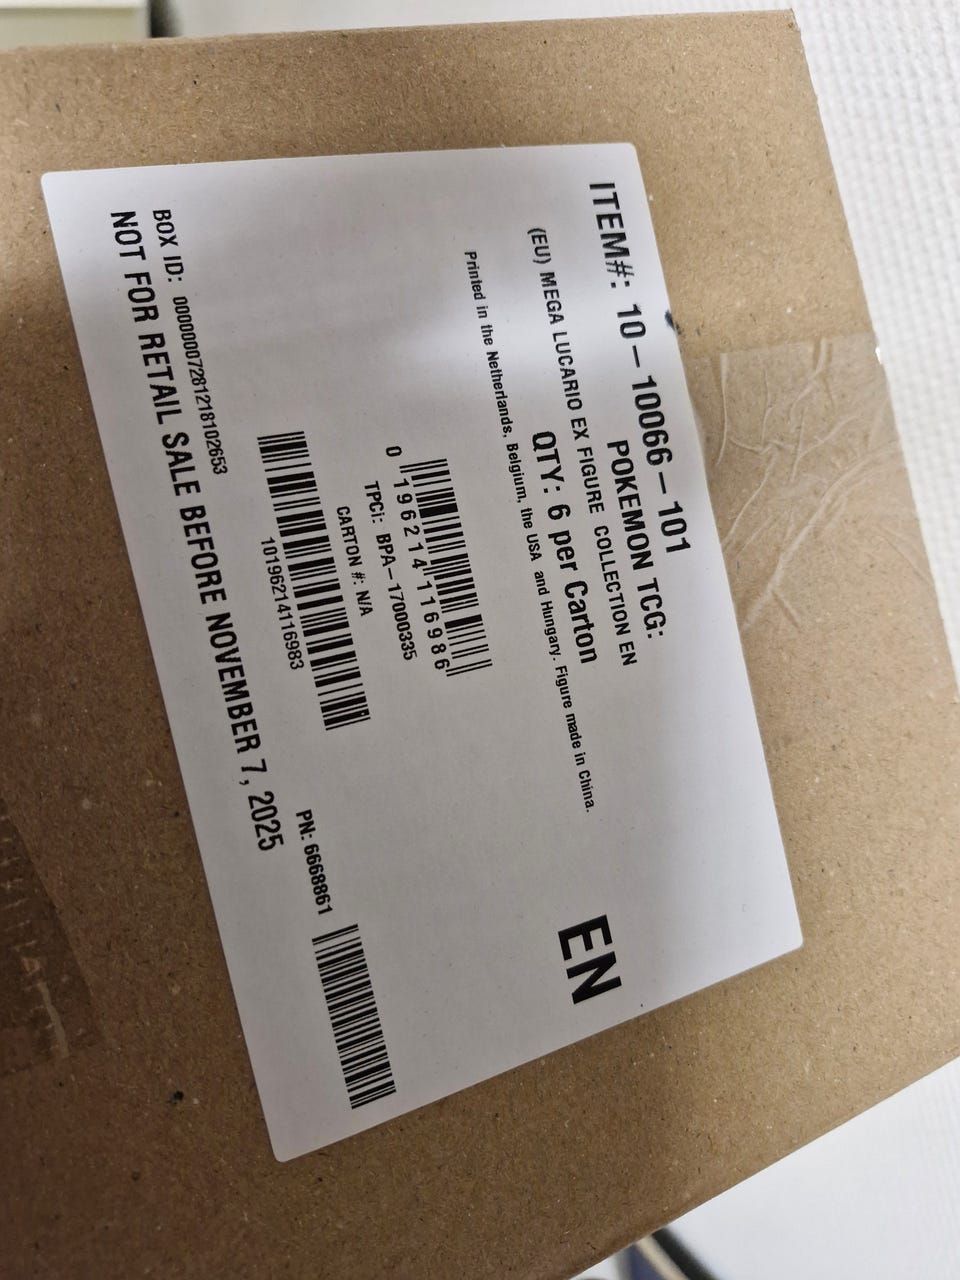 ITEM#: 10-10066-101
POKEMON TCG:
(EU) MEGA LUCARIO EX FIGURE COLLECTION EN
QTY: 6 per Carton
Printed in the Netherlands, Belgium, the USA and Hungary. Figure made in China.
EN
0 196214 116986
TPCI: BPA-17000335
CARTON #: N/A
10196214116983
PN: 6668861
BOX ID: 00000007281218102653
NOT FOR RETAIL SALE BEFORE NOVEMBER 7, 2025